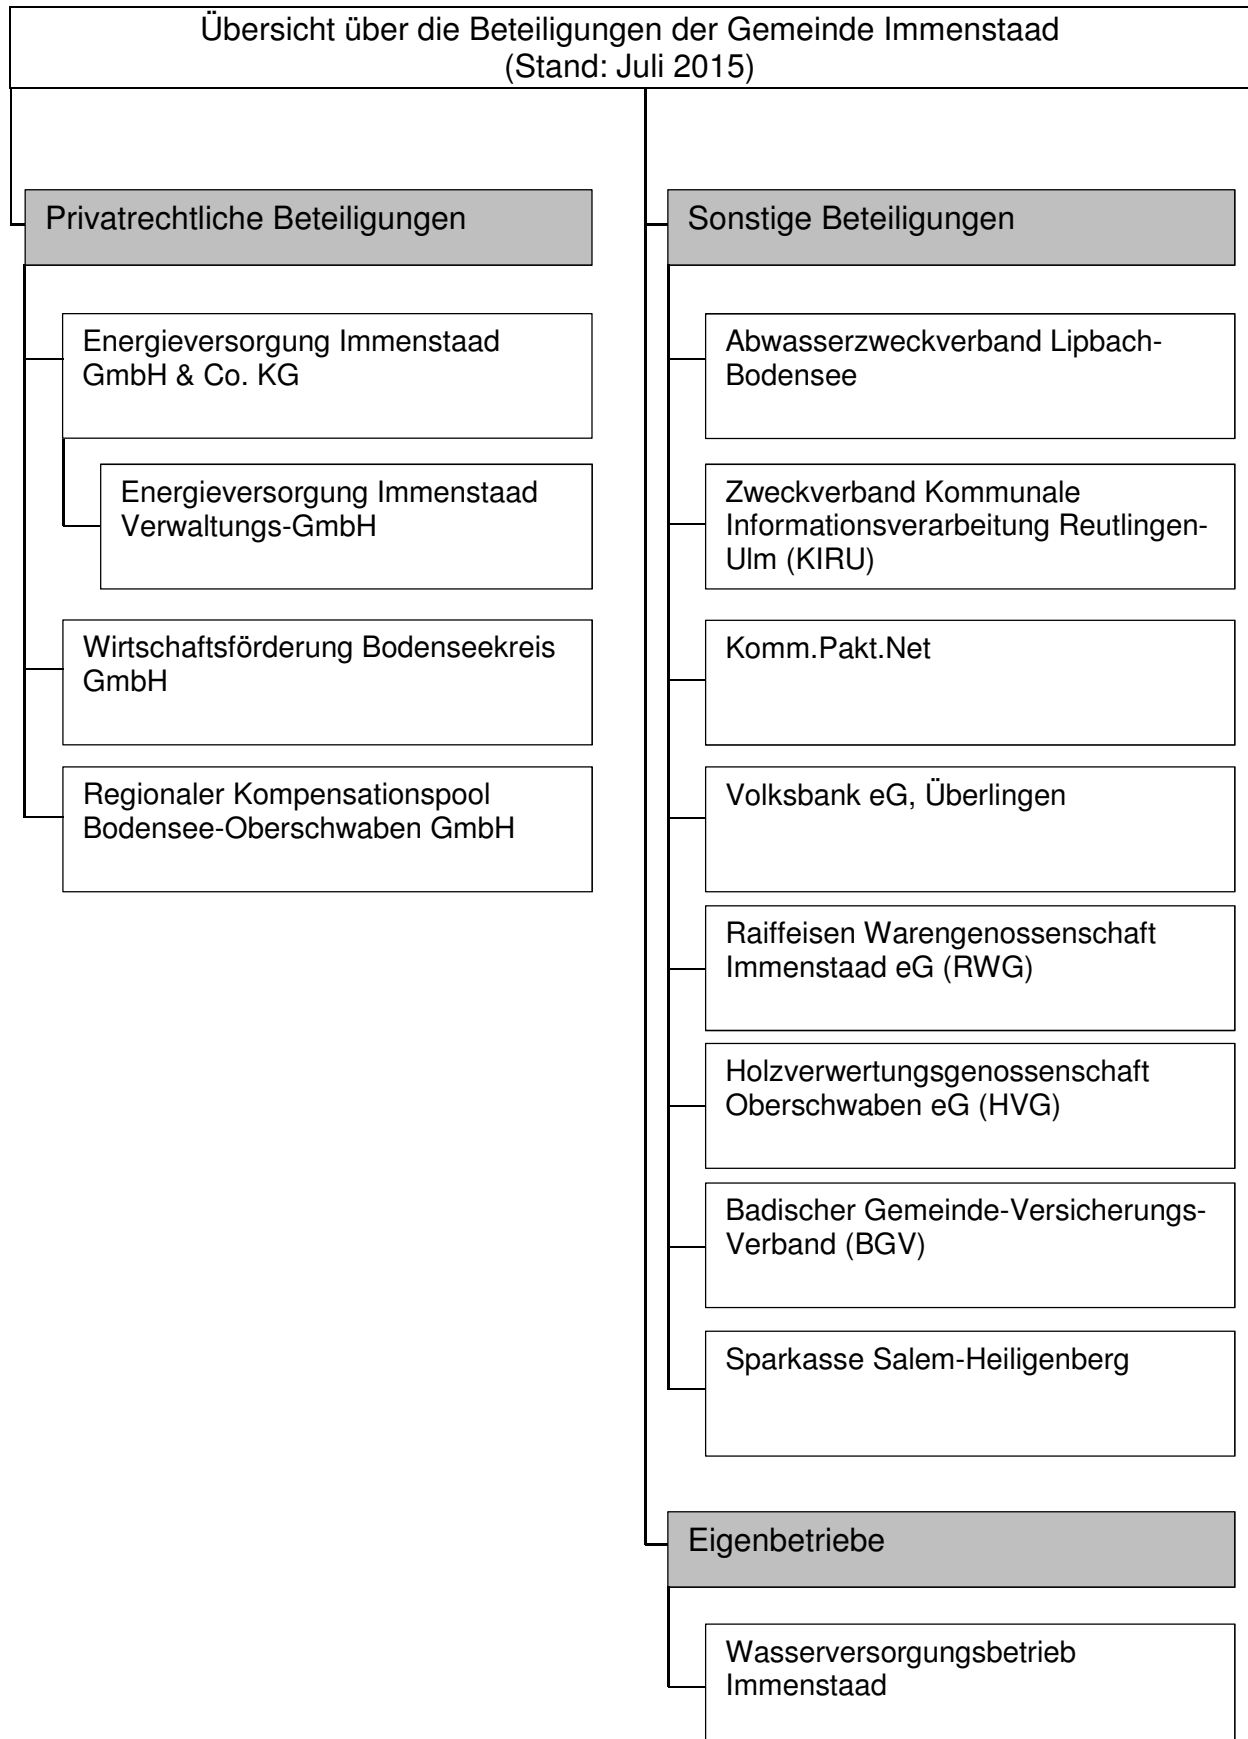 Übersicht über die Beteiligungen der Gemeinde Immenstaad
(Stand: Juli 2015)
Privatrechtliche Beteiligungen
Energieversorgung Immenstaad
GmbH & Co. KG
Energieversorgung Immenstaad
Verwaltungs-GmbH
Wirtschaftsförderung Bodenseekreis
GmbH
Regionaler Kompensationspool
Bodensee-Oberschwaben GmbH
Sonstige Beteiligungen
Abwasserzweckverband Lipbach-
Bodensee
Zweckverband Kommunale
Informationsverarbeitung Reutlingen-
Ulm (KIRU)
Komm.Pakt.Net
Volksbank eG, Überlingen
Raiffeisen Warengenossenschaft
Immenstaad eG (RWG)
Holzverwertungsgenossenschaft
Oberschwaben eG (HVG)
Badischer Gemeinde-Versicherungs-
Verband (BGV)
Sparkasse Salem-Heiligenberg
Eigenbetriebe
Wasserversorgungsbetrieb
Immenstaad